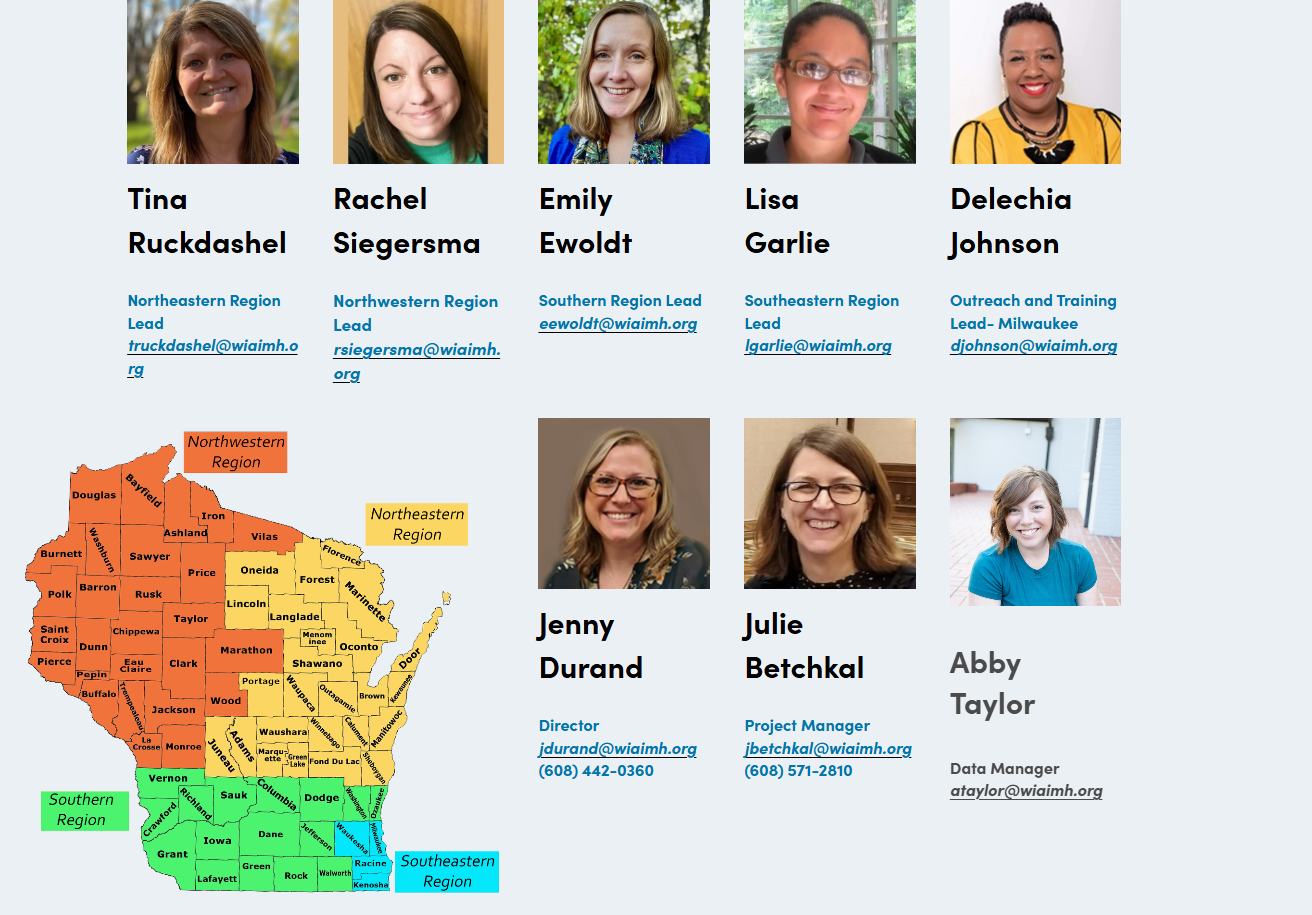 Tina
Ruckdashel
Northeastern Region
Lead
truckdashel@wiaimh.o
rg
Rachel
Siegersma
Northwestern Region
Lead
rsiegersma@wiaimh.
org
Emily
Ewoldt
Southern Region Lead
eewoldt@wiaimh.org
Lisa
Garlie
Southeastern Region
Lead
lgarlie@wiaimh.org
Delechia
Johnson
Outreach and Training
Lead- Milwaukee
djohnson@wiaimh.org
Northwestern
Region
Northeastern
Region
Douglas
Bayfield
Iron
Ashland
Vilas
Burnett
Washburn
Sawyer
Price
Oneida
Florence
Forest
Marinette
Polk
Barron
Rusk
Lincoln
Langlade
Taylor
Saint
Croix
Chippewa
Dunn
Menom
inee
Oconto
Marathon
Pierce
Eau
Claire
Clark
Shawano
Door
Pepin
Buffalo
Trempealeau
Portage
Waupaca
Outagamie
Brown
Kewaunee
Jackson
Wood
La
Crosse
Monroe
Juneau
Adams
Waushara
Winnebago
Calumet
Manitowoc
Marqu-
ette
Green
Lake
Fond Du Lac
Sheboygan
Vernon
Southern
Region
Crawford
Richland
Sauk
Columbia
Dodge
Washington
Ozaukee
Iowa
Dane
Jefferson
Waukesha
Milwaukee
Grant
Lafayett
Green
Rock
Walworth
Racine
Kenosha
Southeastern
Region
Jenny
Durand
Director
jdurand@wiaimh.org
(608) 442-0360
Julie
Betchkal
Project Manager
jbetchkal@wiaimh.org
(608) 571-2810
Abby
Taylor
Data Manager
ataylor@wiaimh.org